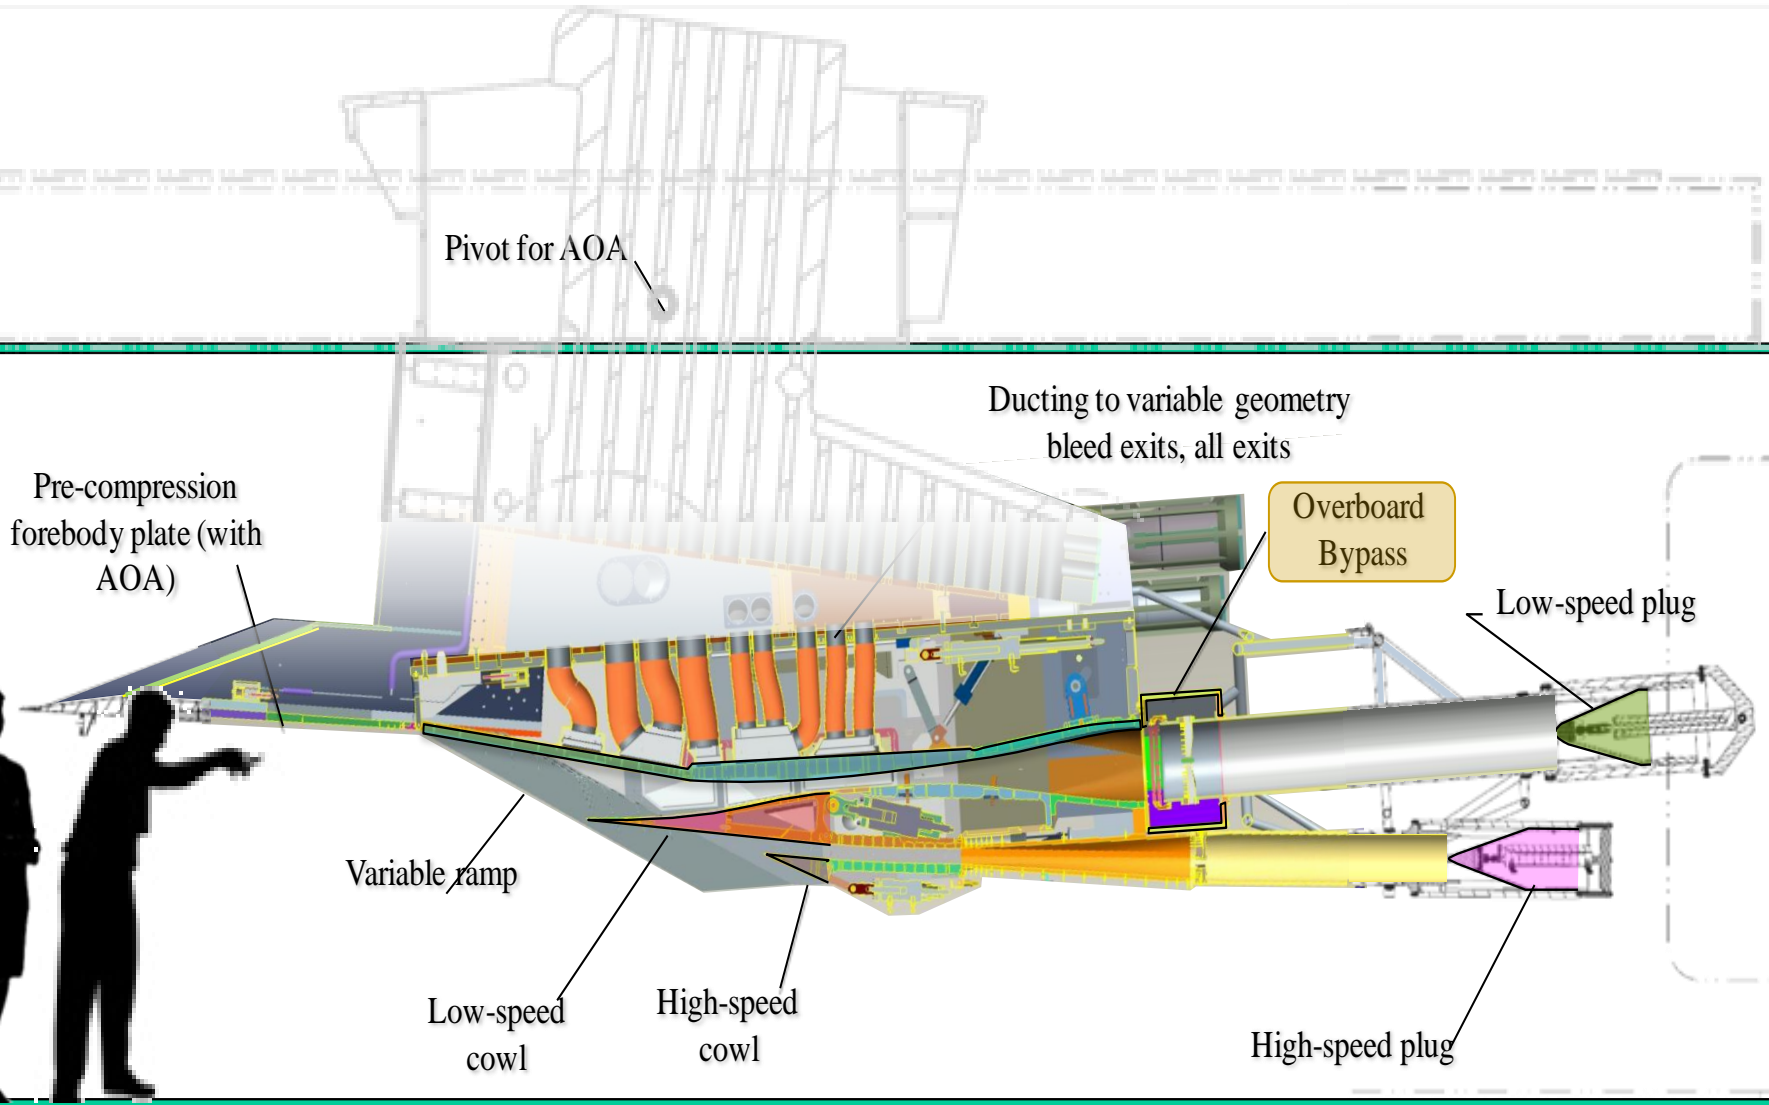 Pivot for AOA
Ducting to variable geometry
bleed exits, all exits
Pre-compression
forebody plate (with
AOA)
Overboard
Bypass
Low-speed plug
Variable ramp
Low-speed
cowl
High-speed
cowl
High-speed plug